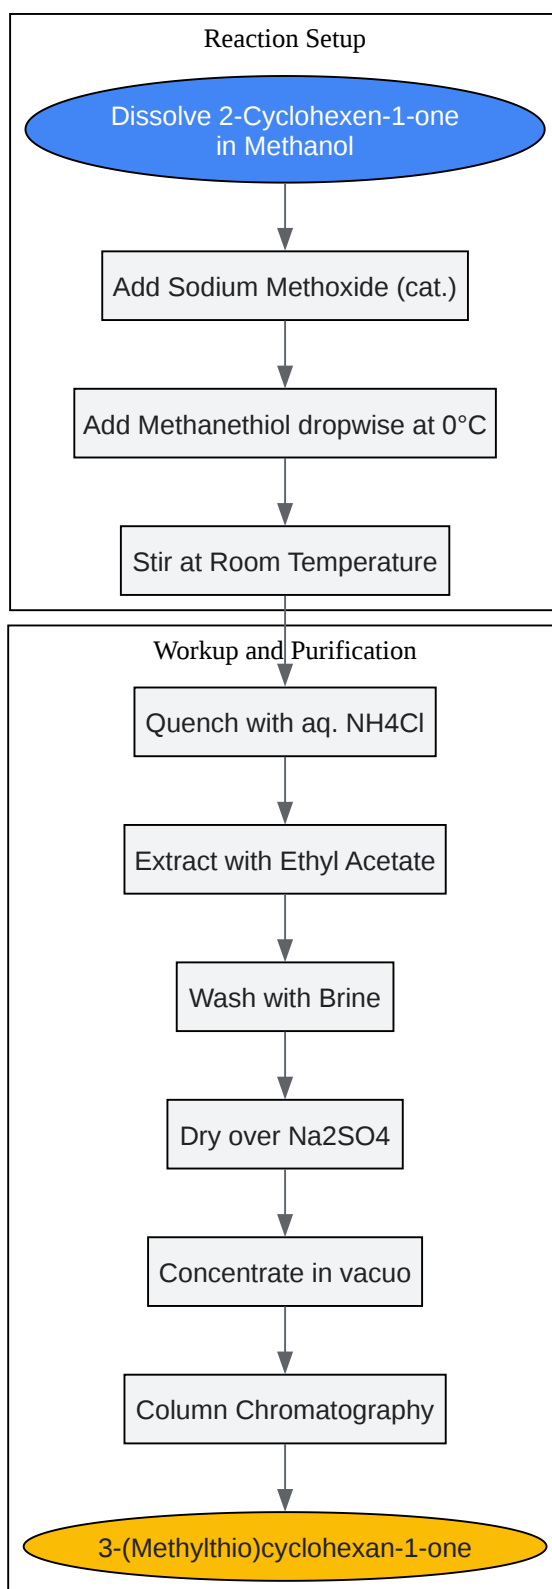 Reaction Setup
Dissolve 2-Cyclohexen-1-one
in Methanol
Add Sodium Methoxide (cat.)
Add Methanethiol dropwise at 0°C
Stir at Room Temperature
Workup and Purification
Quench with aq. NH4Cl
Extract with Ethyl Acetate
Wash with Brine
Dry over Na2SO4
Concentrate in vacuo
Column Chromatography
3-(Methylthio)cyclohexan-1-one